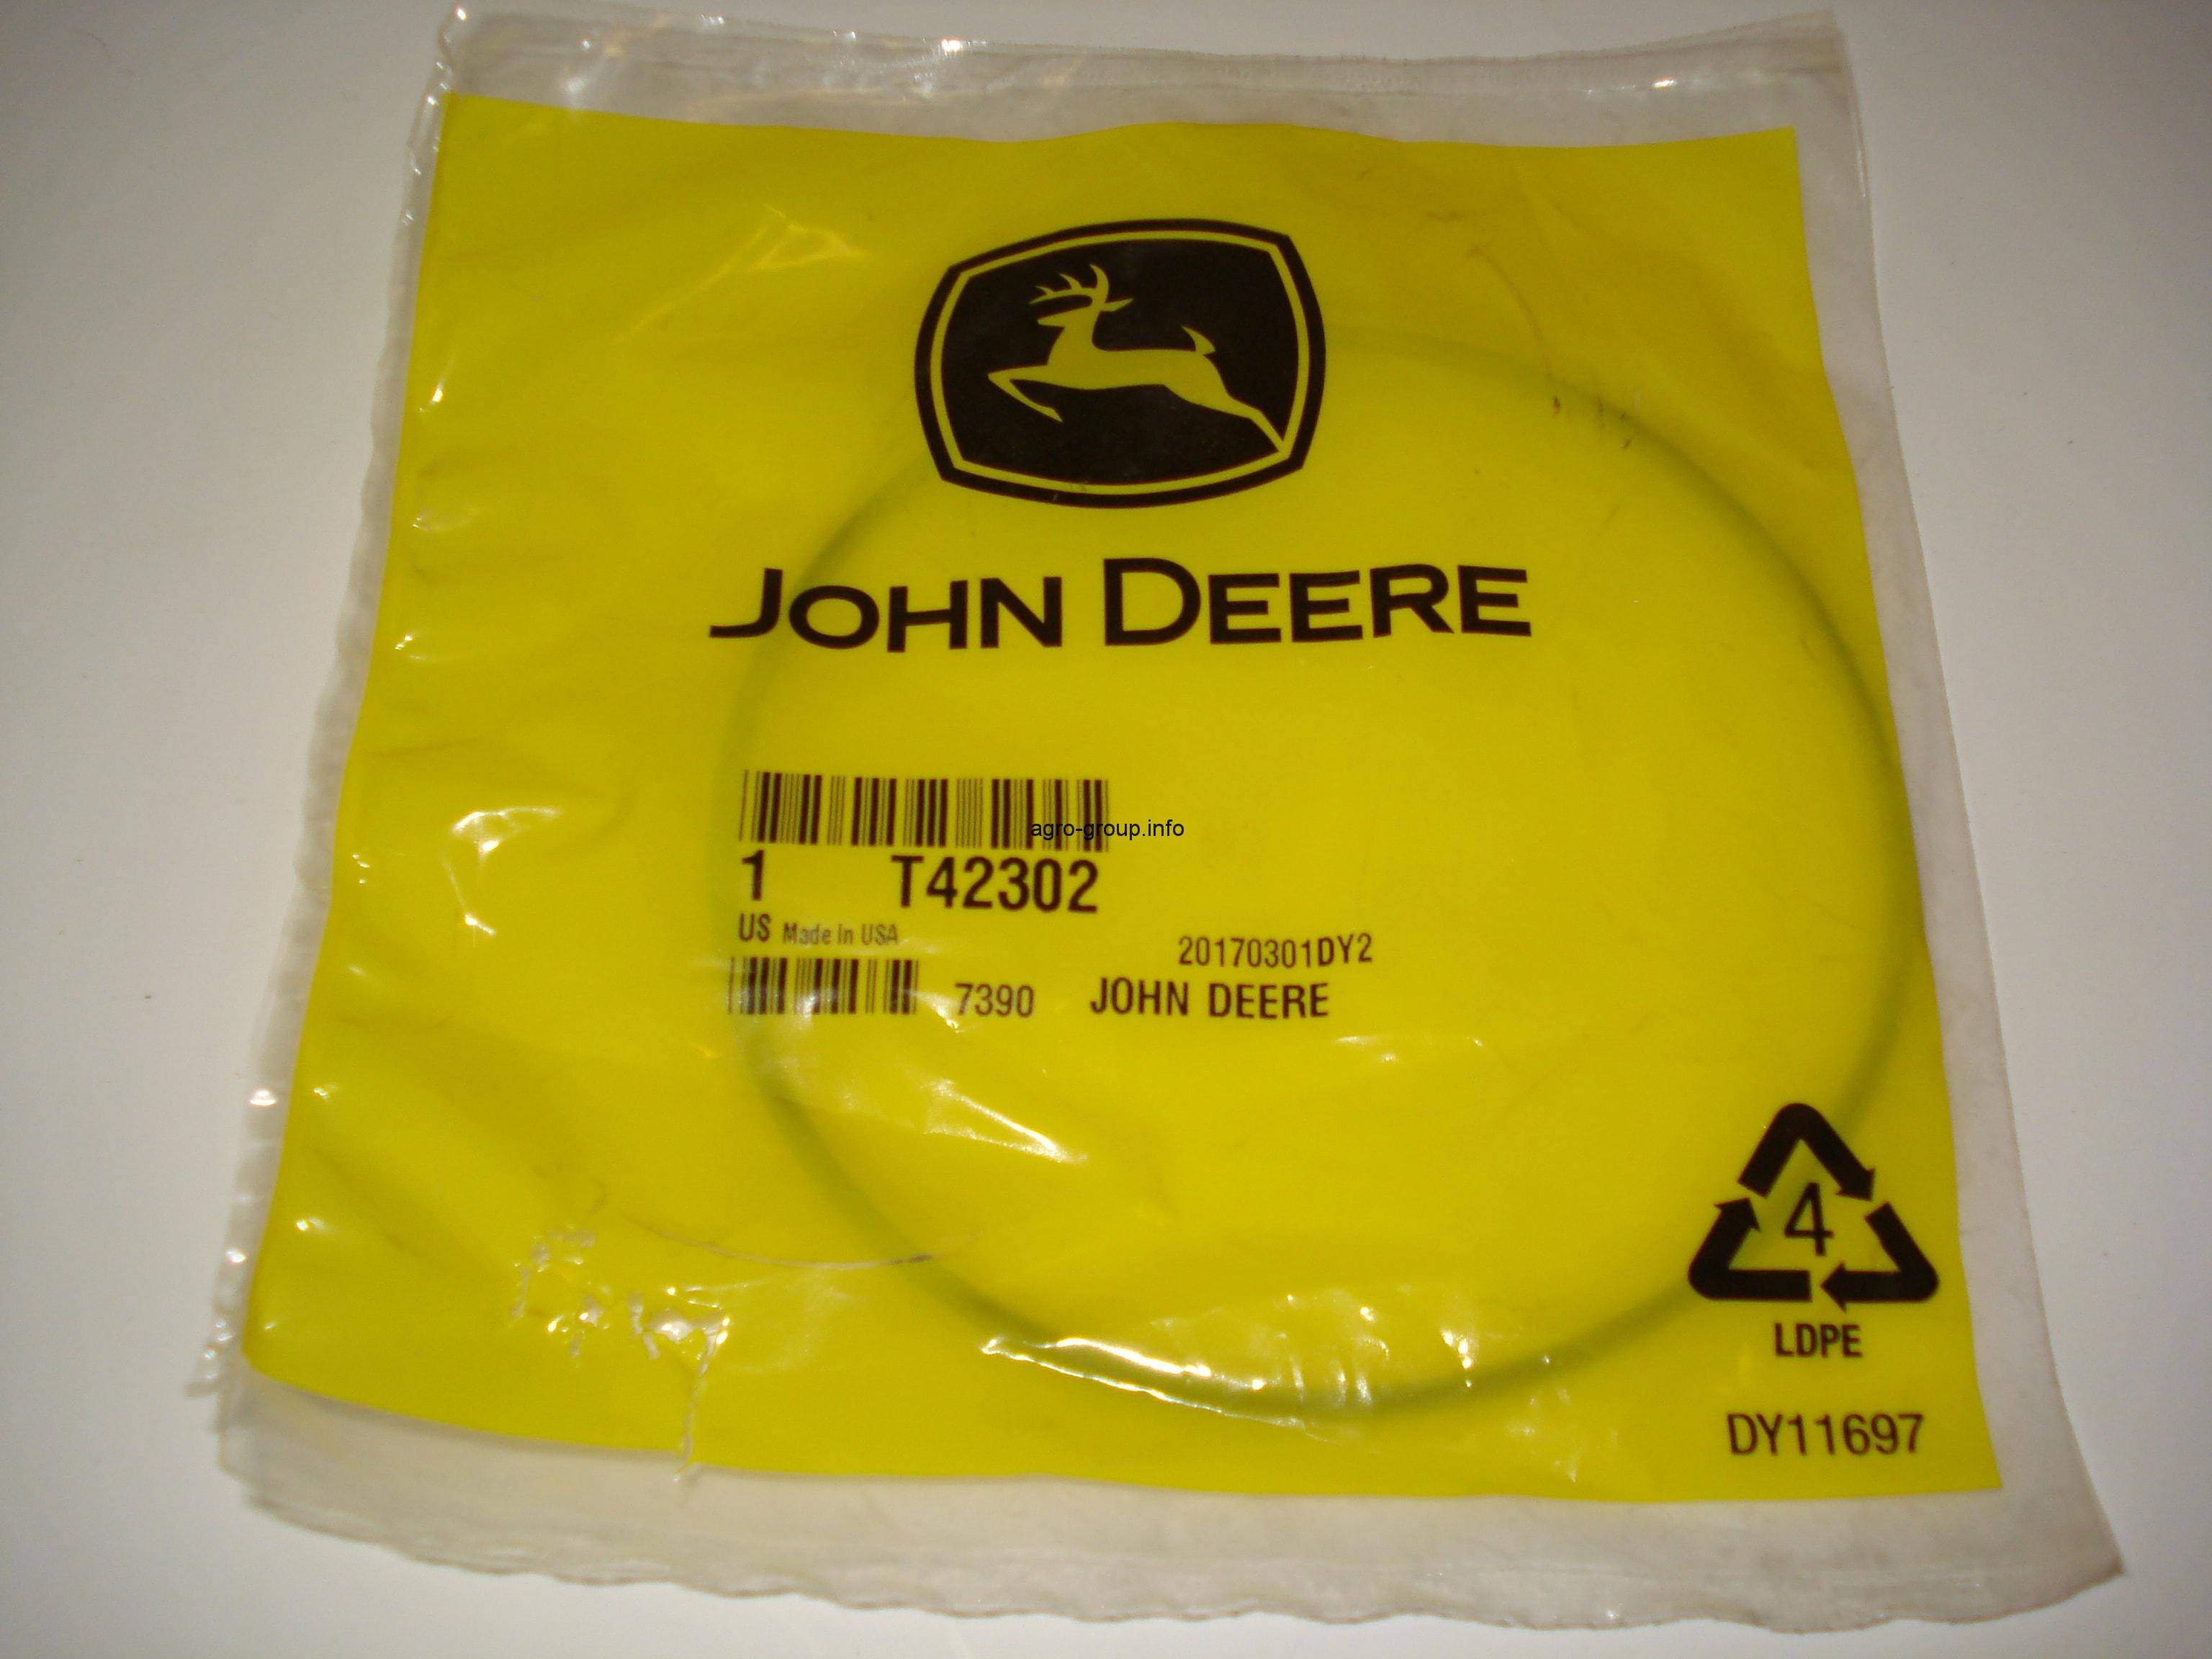 JOHN DEERE
agro-group.info
1 T42302
US Made In USA
20170301DY2
7390 JOHN DEERE
4
LDPE
DY11697